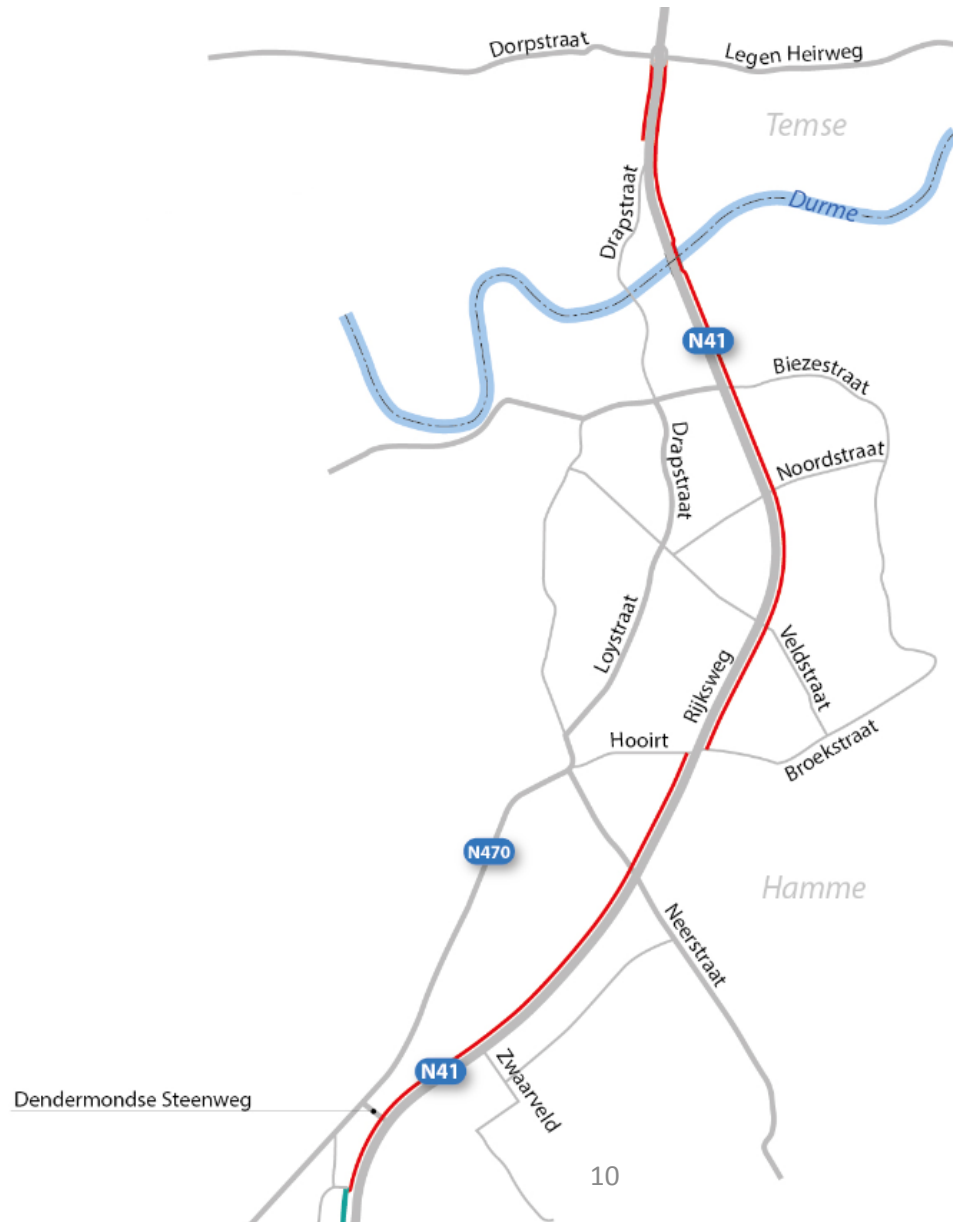 Dorpstraat
Legen Heirweg
Temse
Drapstraat
Durme
N41
Biezestraat
Drapstraat
Noordstraat
Loystraat
Rijksweg
Veldstraat
Hooirt
Broekstraat
N470
Hamme
Neerstraat
N41
Zwaarveld
Dendermondse Steenweg
10